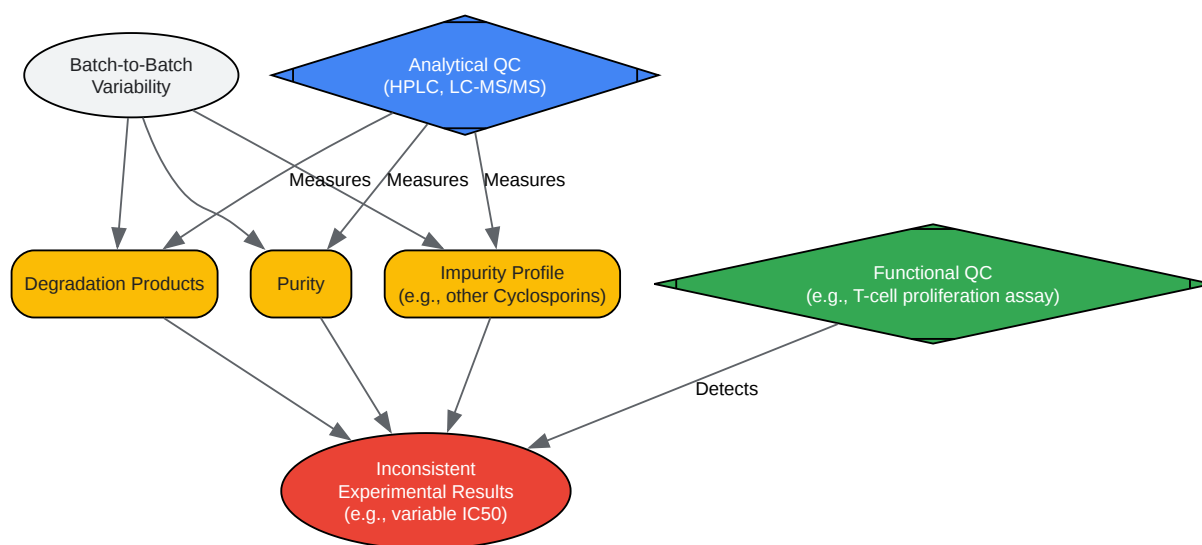 Batch-to-Batch
Variability
Analytical QC
(HPLC, LC-MS/MS)
Measures
Measures
Measures
Degradation Products
Purity
Impurity Profile
(e.g., other Cyclosporins)
Functional QC
(e.g., T-cell proliferation assay)
Detects
Inconsistent
Experimental Results
(e.g., variable IC50)